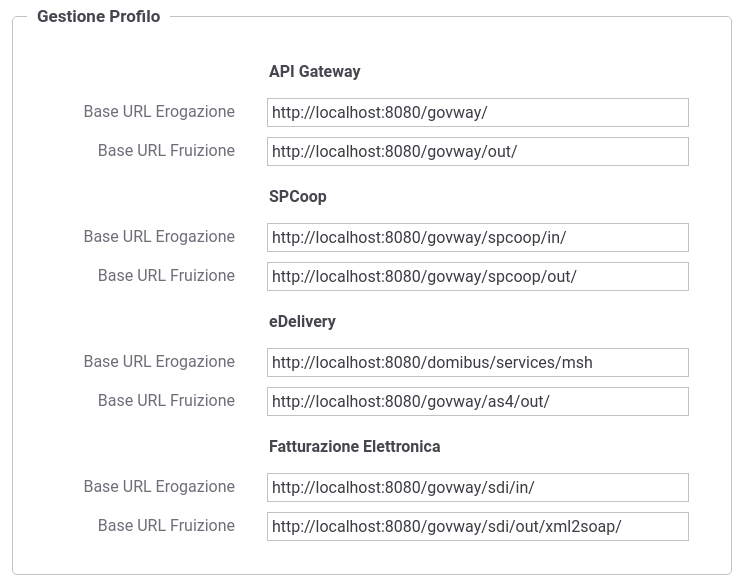 Gestione Profilo
API Gateway
Base URL Erogazione http://localhost:8080/govway/
Base URL Fruizione http://localhost:8080/govway/out/
SPCoop
Base URL Erogazione http://localhost:8080/govway/spcoop/in/
Base URL Fruizione http://localhost:8080/govway/spcoop/out/
eDelivery
Base URL Erogazione http://localhost:8080/domibus/services/msh
Base URL Fruizione http://localhost:8080/govway/as4/out/
Fatturazione Elettronica
Base URL Erogazione http://localhost:8080/govway/sdi/in/
Base URL Fruizione http://localhost:8080/govway/sdi/out/xml2soap/